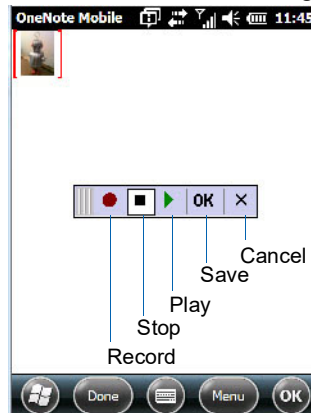 OneNote Mobile 11:45
OK
Cancel
Save
Play
Stop
Record
Done Menu OK